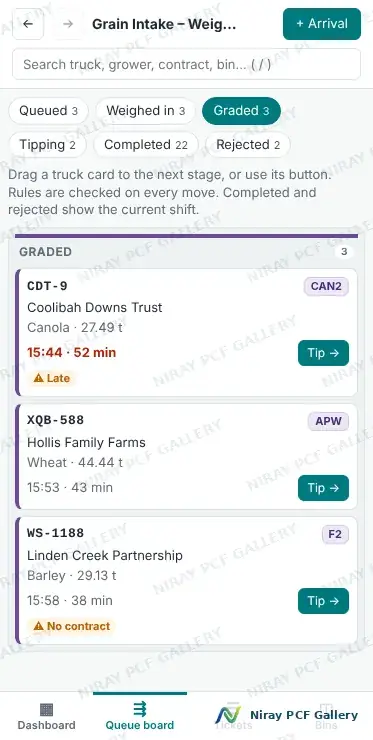 ← → Grain Intake – Weig... + Arrival
Search truck, grower, contract, bin... ( / )
Queued 3 Weighed in 3 Graded 3
Tipping 2 Completed 22 Rejected 2
Drag a truck card to the next stage, or use its button.
Rules are checked on every move. Completed and
rejected show the current shift.
GRADED 3
CDT-9 CAN2
Coolibah Downs Trust
Canola · 27.49 t
15:44 · 52 min Tip →
⚠ Late
XQB-588 APW
Hollis Family Farms
Wheat · 44.44 t
15:53 · 43 min Tip →
WS-1188 F2
Linden Creek Partnership
Barley · 29.13 t
15:58 · 38 min Tip →
⚠ No contract
Dashboard Queue board Tickets Bins
Niray PCF Gallery
NIRAY PCF GALLERY